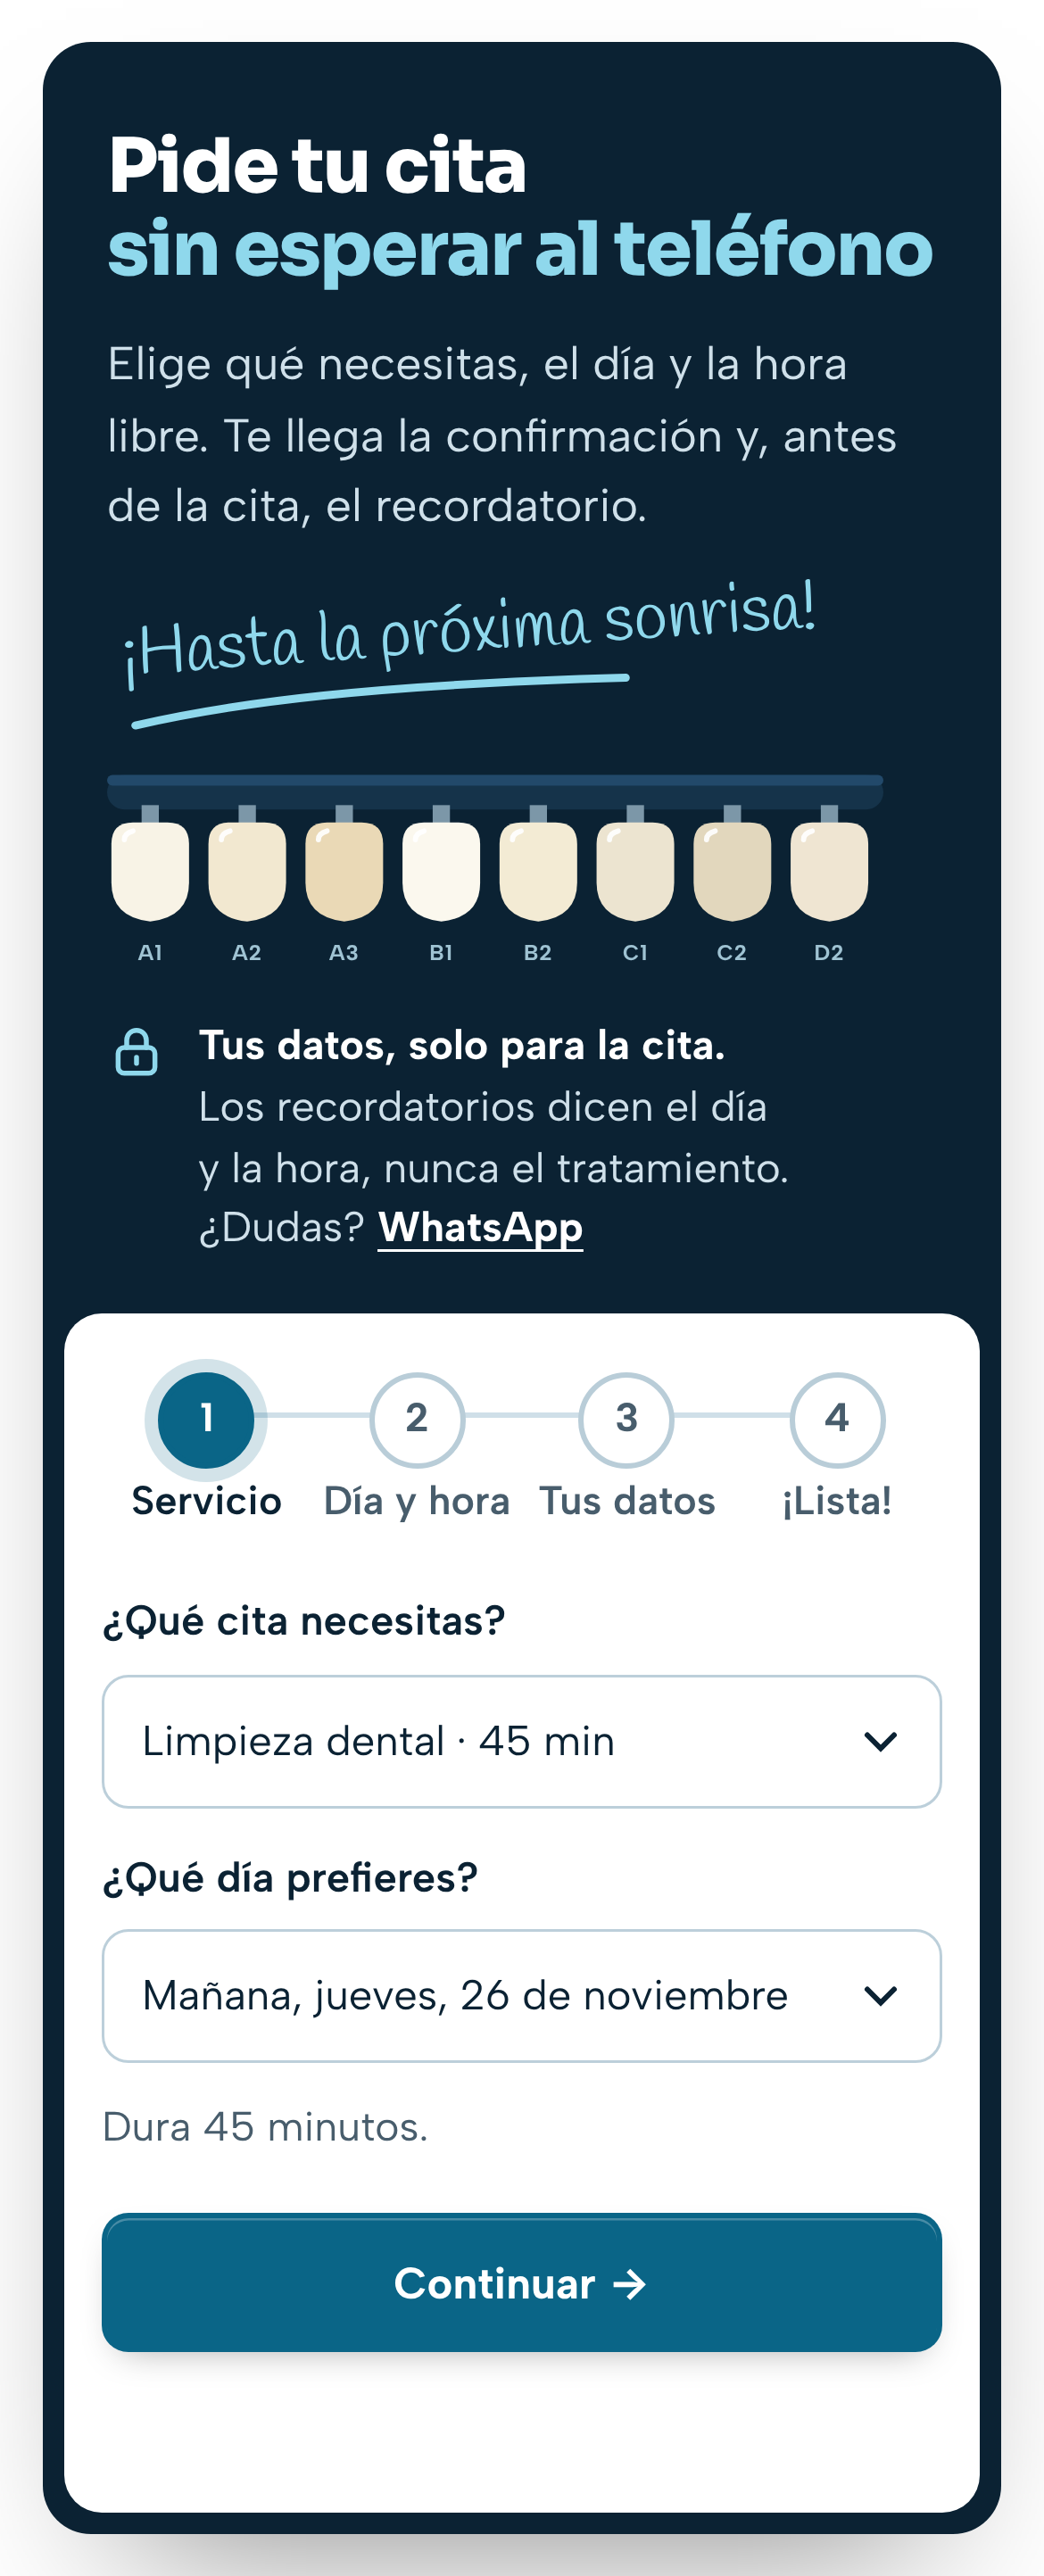 Pide tu cita
sin esperar al teléfono
Elige qué necesitas, el día y la hora
libre. Te llega la confirmación y, antes
de la cita, el recordatorio.
¡Hasta la próxima sonrisa!
A1 A2 A3 B1 B2 C1 C2 D2
Tus datos, solo para la cita.
Los recordatorios dicen el día
y la hora, nunca el tratamiento.
¿Dudas? WhatsApp
1 2 3 4
Servicio Día y hora Tus datos ¡Lista!
¿Qué cita necesitas?
Limpieza dental · 45 min
¿Qué día prefieres?
Mañana, jueves, 26 de noviembre
Dura 45 minutos.
Continuar →